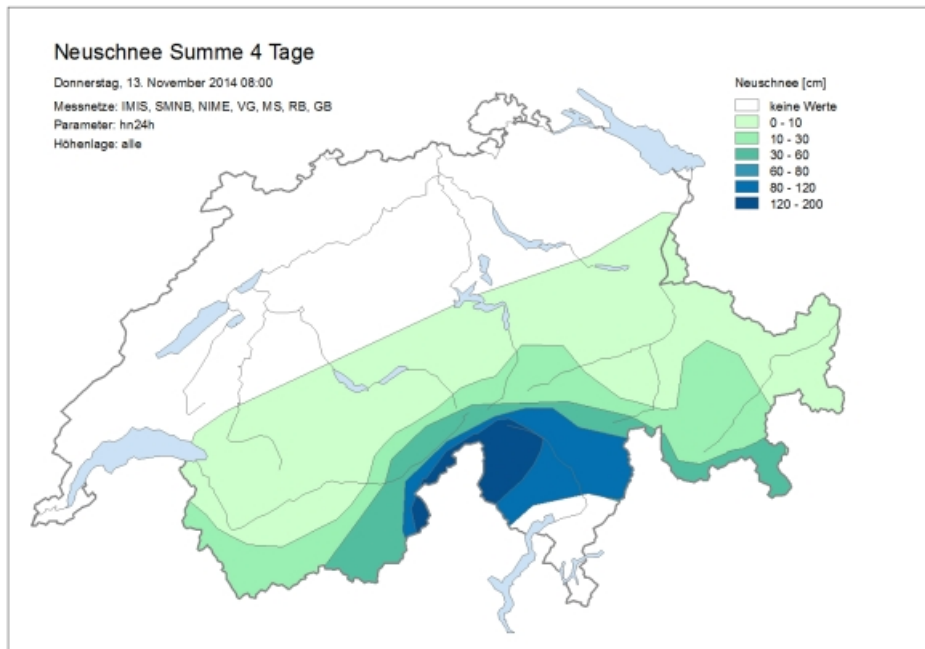 Neuschnee Summe 4 Tage
Donnerstag, 13. November 2014 08:00
Messnetze: IMIS, SMNB, NIME, VG, MS, RB, GB
Parameter: hn24h
Höhenlage: alle
Neuschnee [cm]
keine Werte
0 - 10
10 - 30
30 - 60
60 - 80
80 - 120
120 - 200